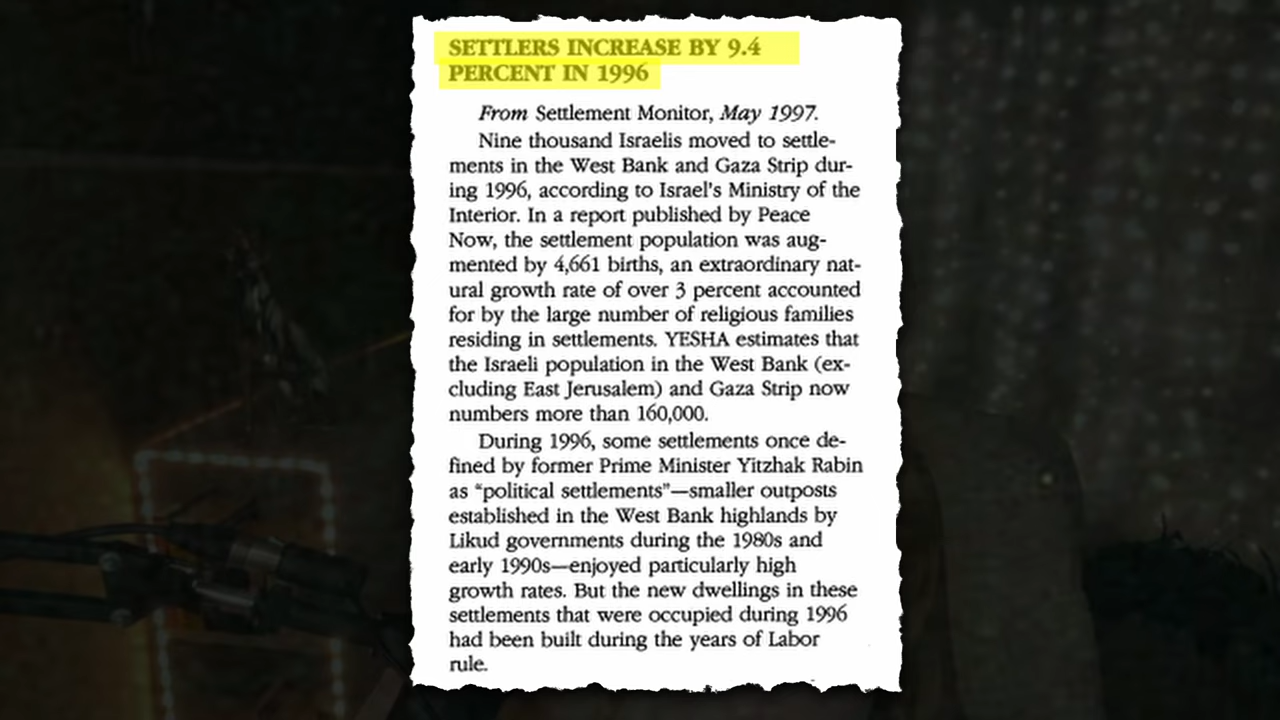 SETTLERS INCREASE BY 9.4
PERCENT IN 1996
From Settlement Monitor, May 1997.
Nine thousand Israelis moved to settle-
ments in the West Bank and Gaza Strip dur-
ing 1996, according to Israel's Ministry of the
Interior. In a report published by Peace
Now, the settlement population was aug-
mented by 4,661 births, an extraordinary nat-
ural growth rate of over 3 percent accounted
for by the large number of religious families
residing in settlements. YESHA estimates that
the Israeli population in the West Bank (ex-
cluding East Jerusalem) and Gaza Strip now
numbers more than 160,000.
During 1996, some settlements once de-
fined by former Prime Minister Yitzhak Rabin
as "political settlements"—smaller outposts
established in the West Bank highlands by
Likud governments during the 1980s and
early 1990s—enjoyed particularly high
growth rates. But the new dwellings in these
settlements that were occupied during 1996
had been built during the years of Labor
rule.